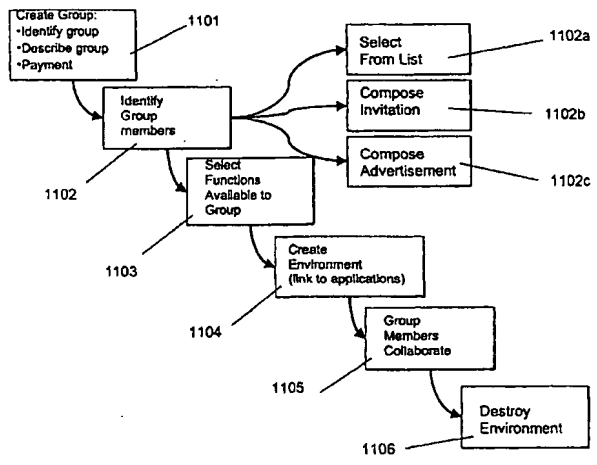 Create Group:
•Identify group
•Describe group
•Payment
1101
Identify
Group
members
1102
Select
From List
1102a
Compose
Invitation
1102b
Compose
Advertisement
1102c
Select
Functions
Available to
Group
1103
Create
Environment
(link to applications)
1104
Group
Members
Collaborate
1105
Destroy
Environment
1106